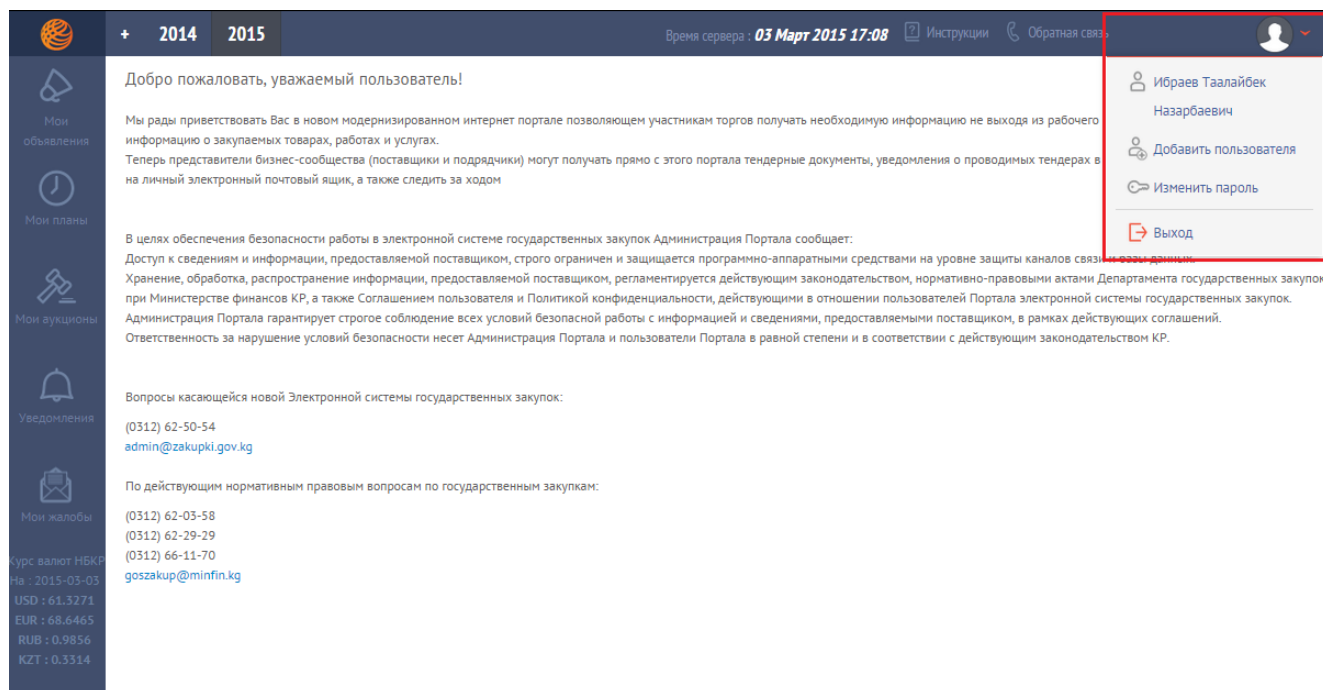 + 2014 2015 Время сервера : 03 Март 2015 17:08 Инструкции Обратная связь
Мои
объявления
Мои планы
Мои аукционы
Уведомления
Мои жалобы
Курс валют НБКР
На : 2015-03-03
USD : 61.3271
EUR : 68.6465
RUB : 0.9856
KZT : 0.3314
Добро пожаловать, уважаемый пользователь!
Мы рады приветствовать Вас в новом модернизированном интернет портале позволяющем участникам торгов получать необходимую информацию не выходя из рабочего
информацию о закупаемых товарах, работах и услугах.
Теперь представители бизнес-сообщества (поставщики и подрядчики) могут получать прямо с этого портала тендерные документы, уведомления о проводимых тендерах в
на личный электронный почтовый ящик, а также следить за ходом
В целях обеспечения безопасности работы в электронной системе государственных закупок Администрация Портала сообщает:
Доступ к сведениям и информации, предоставляемой поставщиком, строго ограничен и защищается программно-аппаратными средствами на уровне защиты каналов связи и базы данных.
Хранение, обработка, распространение информации, предоставляемой поставщиком, регламентируется действующим законодательством, нормативно-правовыми актами Департамента государственных закупок
при Министерстве финансов КР, а также Соглашением пользователя и Политикой конфиденциальности, действующими в отношении пользователей Портала электронной системы государственных закупок.
Администрация Портала гарантирует строгое соблюдение всех условий безопасной работы с информацией и сведениями, предоставляемыми поставщиком, в рамках действующих соглашений.
Ответственность за нарушение условий безопасности несет Администрация Портала и пользователи Портала в равной степени и в соответствии с действующим законодательством КР.
Вопросы касающейся новой Электронной системы государственных закупок:
(0312) 62-50-54
admin@zakupki.gov.kg
По действующим нормативным правовым вопросам по государственным закупкам:
(0312) 62-03-58
(0312) 62-29-29
(0312) 66-11-70
goszakup@minfin.kg
Ибраев Таалайбек
Назарбаевич
Добавить пользователя
Изменить пароль
Выход